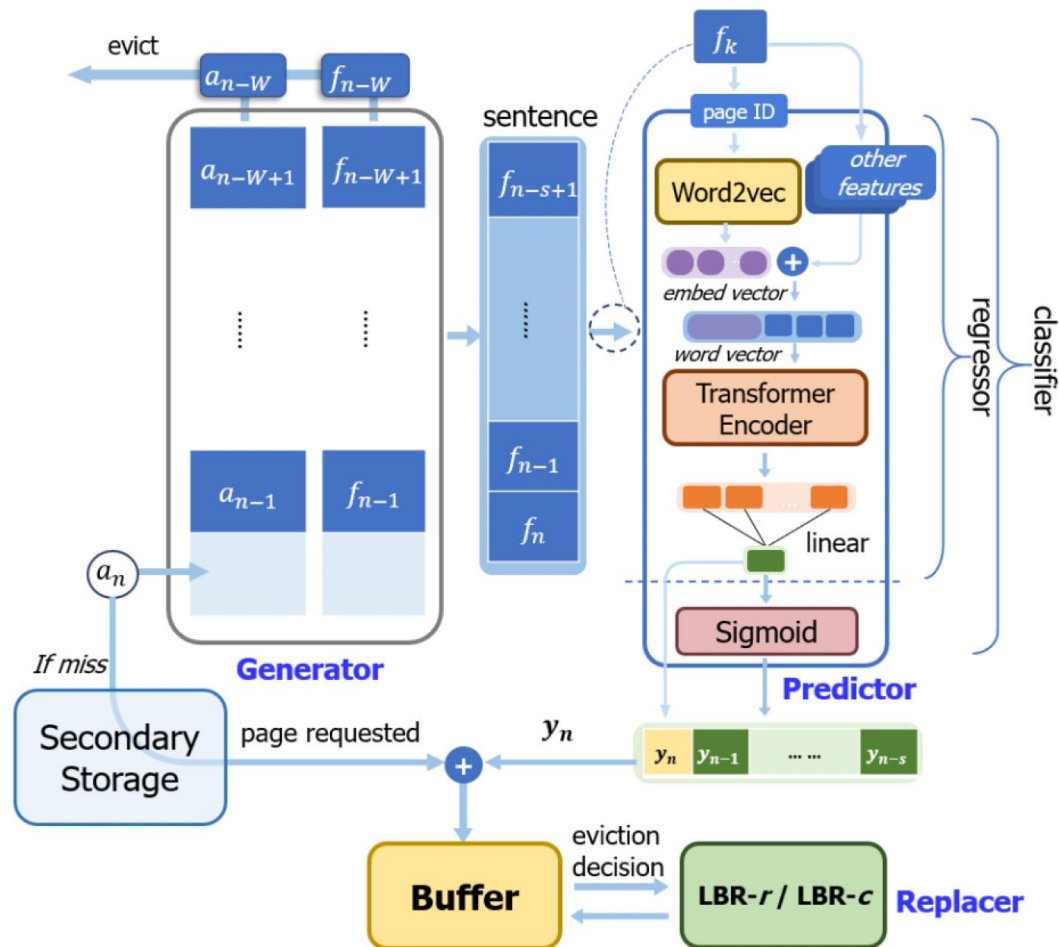 evict
a_{n-W}
f_{n-W}
a_{n-W+1}
f_{n-W+1}
......
......
a_{n-1}
f_{n-1}
a_n
Generator
If miss
Secondary
Storage
page requested
+
sentence
f_{n-s+1}
......
f_{n-1}
f_n
f_k
page ID
other
features
Word2vec
...
+
embed vector
word vector
Transformer
Encoder
...
linear
Sigmoid
Predictor
regressor
classifier
y_n
y_n
y_{n-1}
... ...
y_{n-s}
Buffer
eviction
decision
LBR-r / LBR-c
Replacer